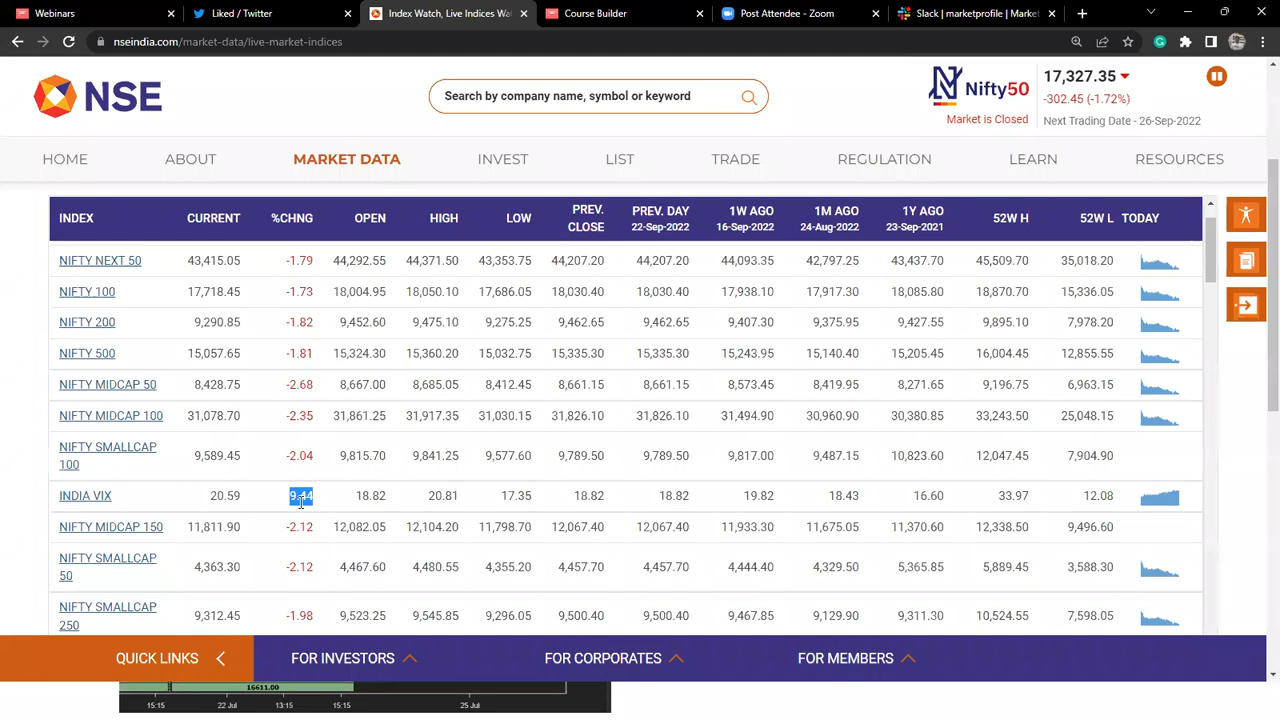 Webinars
Liked / Twitter
Index Watch, Live Indices Wat
Course Builder
Post Attendee - Zoom
Slack | marketprofile | Market
nseindia.com/market-data/live-market-indices
NSE
Search by company name, symbol or keyword
Nifty50
Market is Closed
17,327.35
-302.45 (-1.72%)
Next Trading Date - 26-Sep-2022
HOME ABOUT MARKET DATA INVEST LIST TRADE REGULATION LEARN RESOURCES
INDEX CURRENT %CHNG OPEN HIGH LOW PREV. CLOSE PREV. DAY 22-Sep-2022 1W AGO 16-Sep-2022 1M AGO 24-Aug-2022 1Y AGO 23-Sep-2021 52W H 52W L TODAY
NIFTY NEXT 50 43,415.05 -1.79 44,292.55 44,371.50 43,353.75 44,207.20 44,207.20 44,093.35 42,797.25 43,437.70 45,509.70 35,018.20
NIFTY 100 17,718.45 -1.73 18,004.95 18,050.10 17,685.05 18,030.40 18,030.40 17,938.10 17,917.30 18,085.80 18,870.70 15,336.05
NIFTY 200 9,290.85 -1.82 9,452.60 9,475.10 9,275.25 9,462.65 9,462.65 9,407.30 9,375.95 9,427.55 9,895.10 7,978.20
NIFTY 500 15,057.65 -1.81 15,324.30 15,360.20 15,032.75 15,335.30 15,335.30 15,243.95 15,140.40 15,205.45 16,004.45 12,855.55
NIFTY MIDCAP 50 8,428.75 -2.68 8,667.00 8,685.05 8,412.45 8,661.15 8,661.15 8,573.45 8,419.95 8,271.65 9,196.75 6,963.15
NIFTY MIDCAP 100 31,078.70 -2.35 31,861.25 31,917.35 31,030.15 31,826.10 31,826.10 31,494.90 30,960.90 30,380.85 33,243.50 25,048.15
NIFTY SMALLCAP 100 9,589.45 -2.04 9,815.70 9,841.25 9,577.60 9,789.50 9,789.50 9,817.00 9,487.15 10,823.60 12,047.45 7,904.90
INDIA VIX 20.59 9.44 18.82 20.81 17.35 18.82 18.82 19.82 18.43 16.60 33.97 12.08
NIFTY MIDCAP 150 11,811.90 -2.12 12,082.05 12,104.20 11,798.70 12,067.40 12,067.40 11,933.30 11,675.05 11,370.60 12,338.50 9,496.60
NIFTY SMALLCAP 50 4,363.30 -2.12 4,467.60 4,480.55 4,355.20 4,457.70 4,457.70 4,444.40 4,329.50 5,365.85 5,889.45 3,588.30
NIFTY SMALLCAP 250 9,312.45 -1.98 9,523.25 9,545.85 9,296.05 9,500.40 9,500.40 9,467.85 9,129.90 9,311.30 10,524.55 7,598.05
QUICK LINKS FOR INVESTORS FOR CORPORATES FOR MEMBERS
16611.00
15:15 22 Jul 13:15 15:15 25 Jul